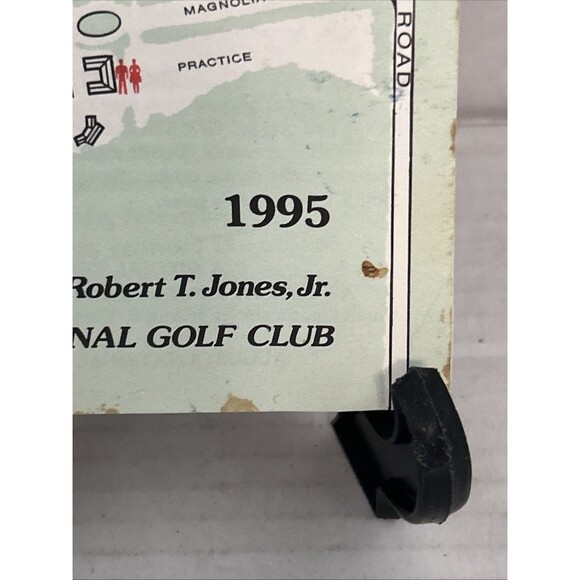 MAGNOLIA
PRACTICE
ROAD
1995
Robert T. Jones, Jr.
NAL GOLF CLUB